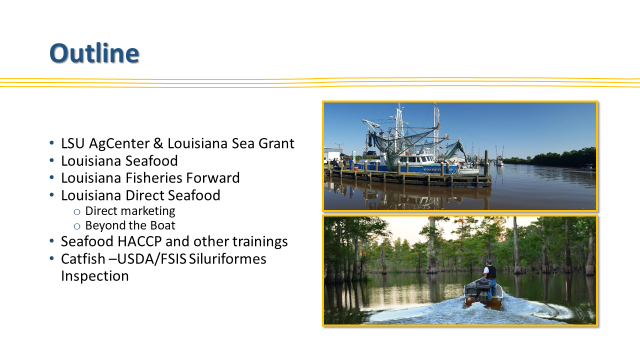 Outline
• LSU AgCenter & Louisiana Sea Grant
• Louisiana Seafood
• Louisiana Fisheries Forward
• Louisiana Direct Seafood
o Direct marketing
o Beyond the Boat
• Seafood HACCP and other trainings
• Catfish –USDA/FSIS Siluriformes
Inspection